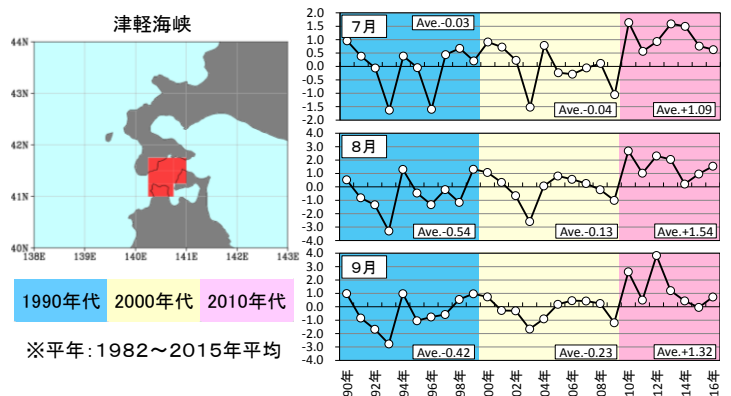 津軽海峡
44N
43N
42N
41N
40N
138E 139E 140E 141E 142E 143E
1990年代 2000年代 2010年代
※平年:1982～2015年平均
7月
2.0
1.5
1.0
0.5
0.0
-0.5
-1.0
-1.5
-2.0
Ave.-0.03
Ave.-0.04
Ave.+1.09
8月
4.0
3.0
2.0
1.0
0.0
-1.0
-2.0
-3.0
-4.0
Ave.-0.54
Ave.-0.13
Ave.+1.54
9月
4.0
3.0
2.0
1.0
0.0
-1.0
-2.0
-3.0
-4.0
Ave.-0.42
Ave.-0.23
Ave.+1.32
90年 92年 94年 96年 98年 00年 02年 04年 06年 08年 10年 12年 14年 16年